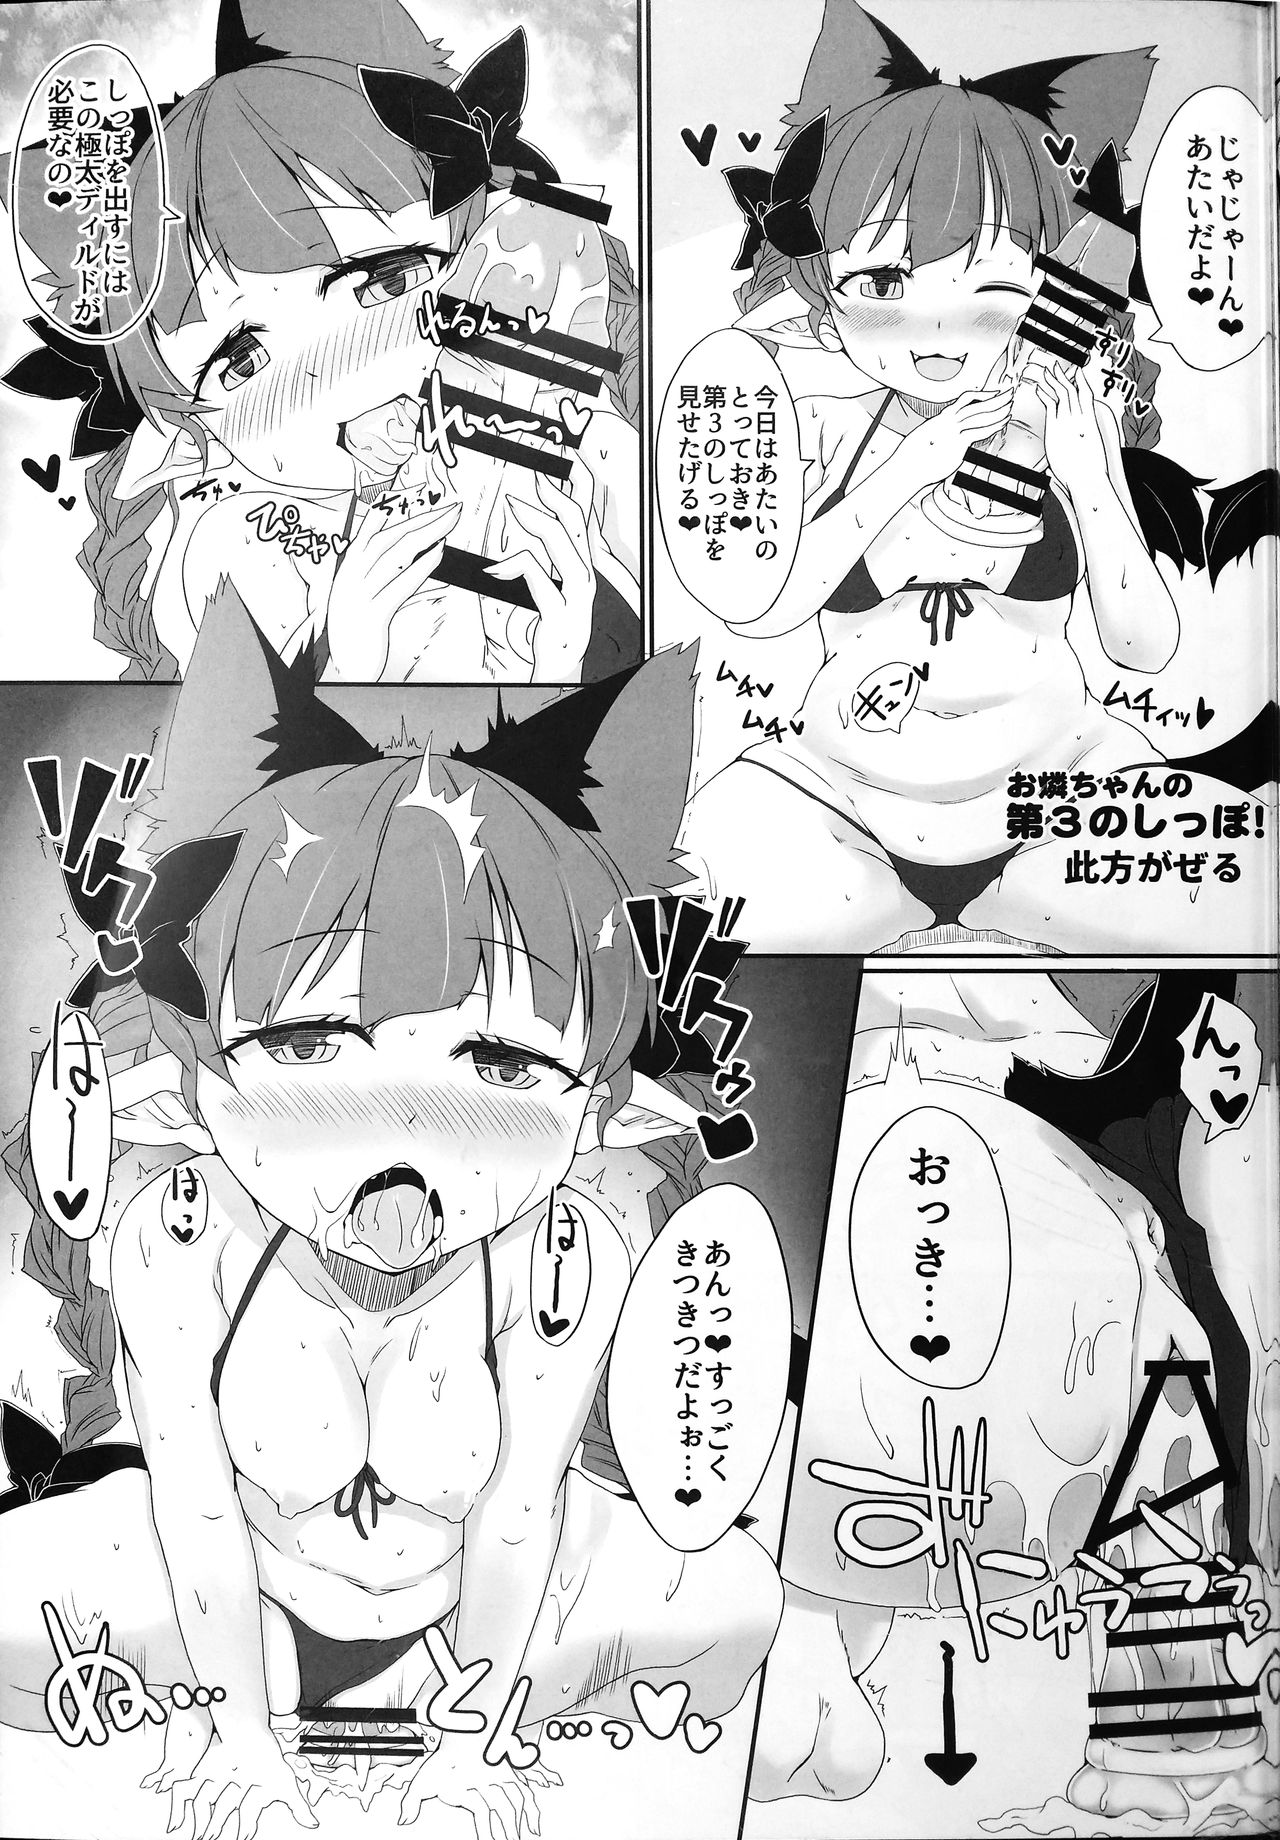 じゃじゃーん♥
あたいだよ♥
すりすり♥
今日はあたいの
とっておき♥
第3のしっぽを
見せたげる♥
ムチ♥
ムチ♥
キュン♥
ムチィッ♥
お燐ちゃんの
第3のしっぽ!
此方がぜる
しっぽを出すには
この極太ディルドが
必要なの♥
れるんっ♥
れ〜っ♥
ちゅ♥
ちゅっ♥
ぴちゃ♥
んっ♥
おっき…♥
ずにゅううぅっ♥
ゾクッ♥
ゾクゥ♥
はー♥
はっ♥
はー♥
あんっ♥すっごく
きつきつだよぉ…♥
ぬ…
とん…っ♥